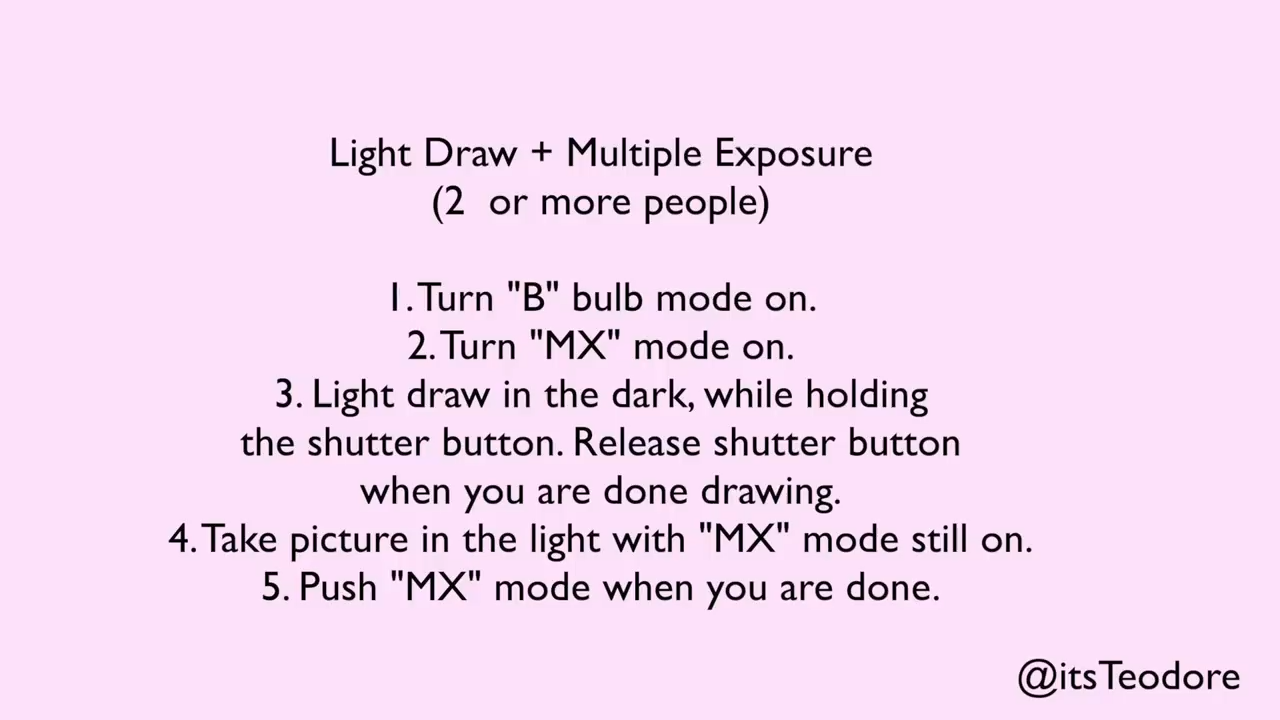 Light Draw + Multiple Exposure
(2  or more people)
1. Turn "B" bulb mode on.
2. Turn "MX" mode on.
3. Light draw in the dark, while holding
the shutter button. Release shutter button
when you are done drawing.
4. Take picture in the light with "MX" mode still on.
5. Push "MX" mode when you are done.
@itsTeodore